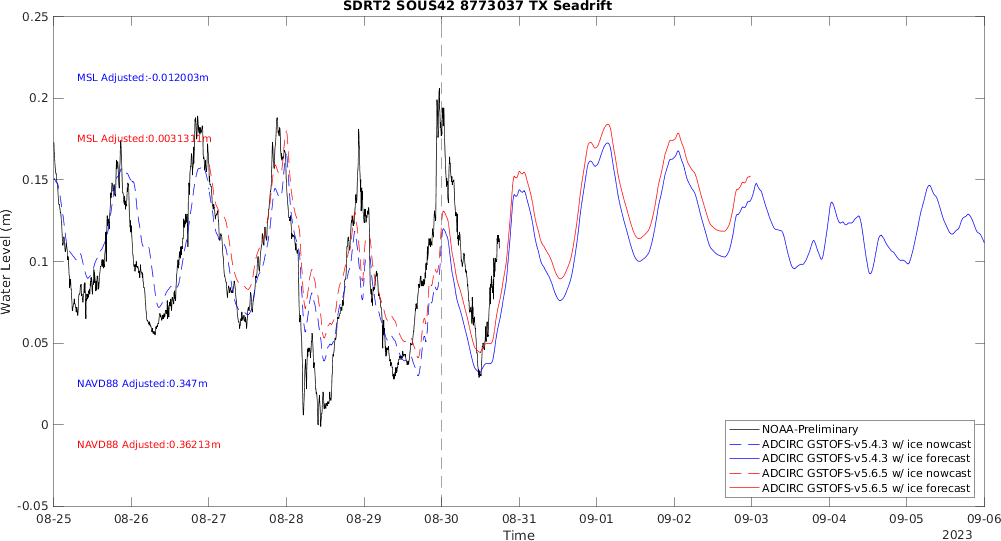 SDRT2 SOUS42 8773037 TX Seadrift
0.25
0.2
0.15
0.1
0.05
0
-0.05
Water Level (m)
MSL Adjusted:-0.012003m
MSL Adjusted:0.003131m
NAVD88 Adjusted:0.347m
NAVD88 Adjusted:0.36213m
NOAA-Preliminary
ADCIRC GSTOFS-v5.4.3 w/ ice nowcast
ADCIRC GSTOFS-v5.4.3 w/ ice forecast
ADCIRC GSTOFS-v5.6.5 w/ ice nowcast
ADCIRC GSTOFS-v5.6.5 w/ ice forecast
08-25 08-26 08-27 08-28 08-29 08-30 08-31 09-01 09-02 09-03 09-04 09-05 09-06
Time
2023